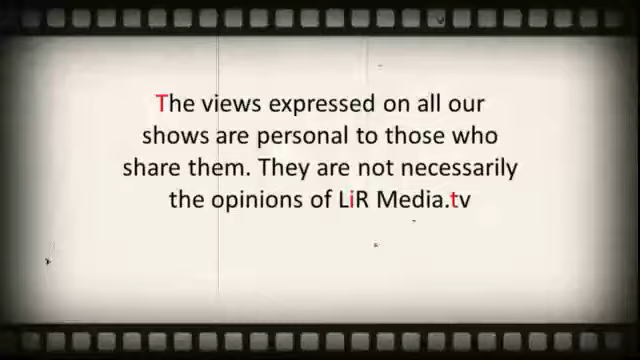 The views expressed on all our
shows are personal to those who
share them. They are not necessarily
the opinions of LiR Media.tv